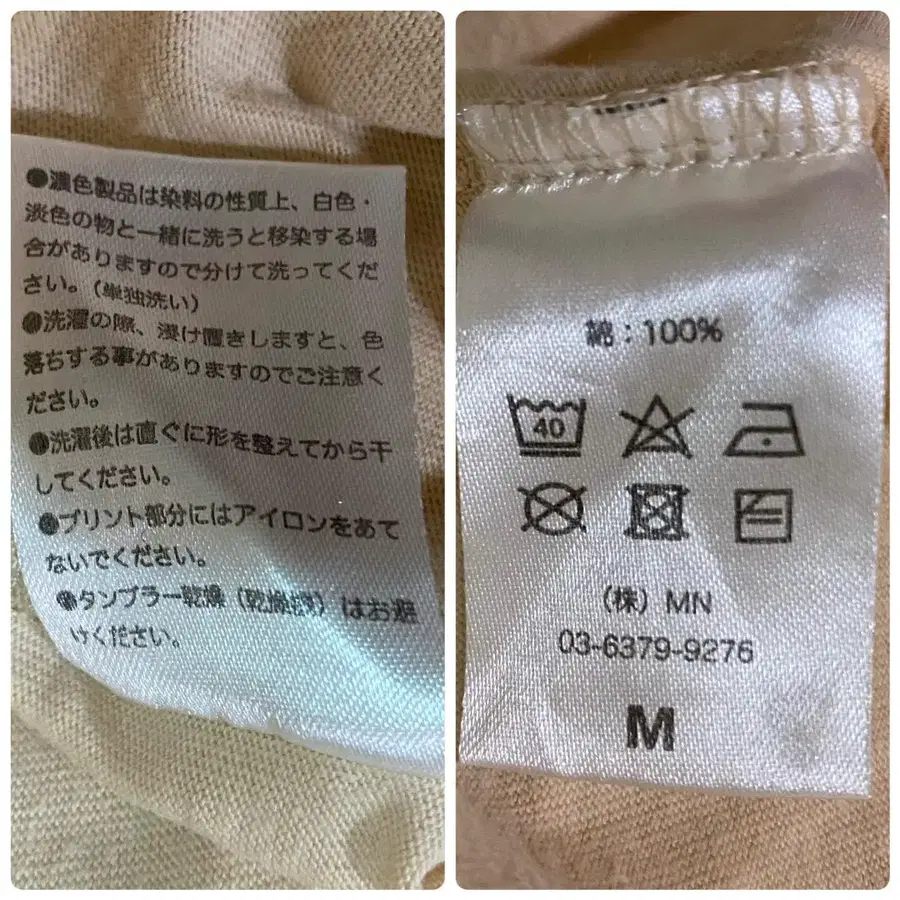 ●濃色製品は染料の性質上、白色・
淡色の物と一緒に洗うと移染する場
合がありますので分けて洗ってくだ
さい。(単独洗い)
●洗濯の際、浸け置きしますと、色
落ちする事がありますのでご注意く
ださい。
●洗濯後は直ぐに形を整えてから干
してください。
●プリント部分にはアイロンをあて
ないでください。
●タンブラー乾燥(乾燥機)はお避
けください。
綿:100%
40
(株)MN
03-6379-9276
M